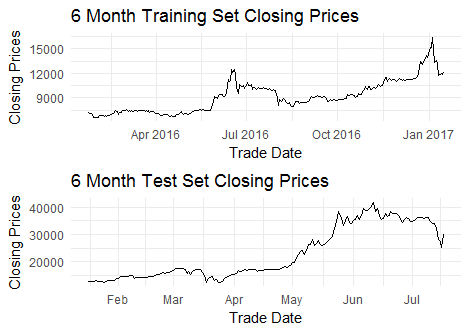 6 Month Training Set Closing Prices
Closing Prices
15000
12000
9000
Apr 2016 Jul 2016 Oct 2016 Jan 2017
Trade Date
6 Month Test Set Closing Prices
Closing Prices
40000
30000
20000
Feb Mar Apr May Jun Jul
Trade Date